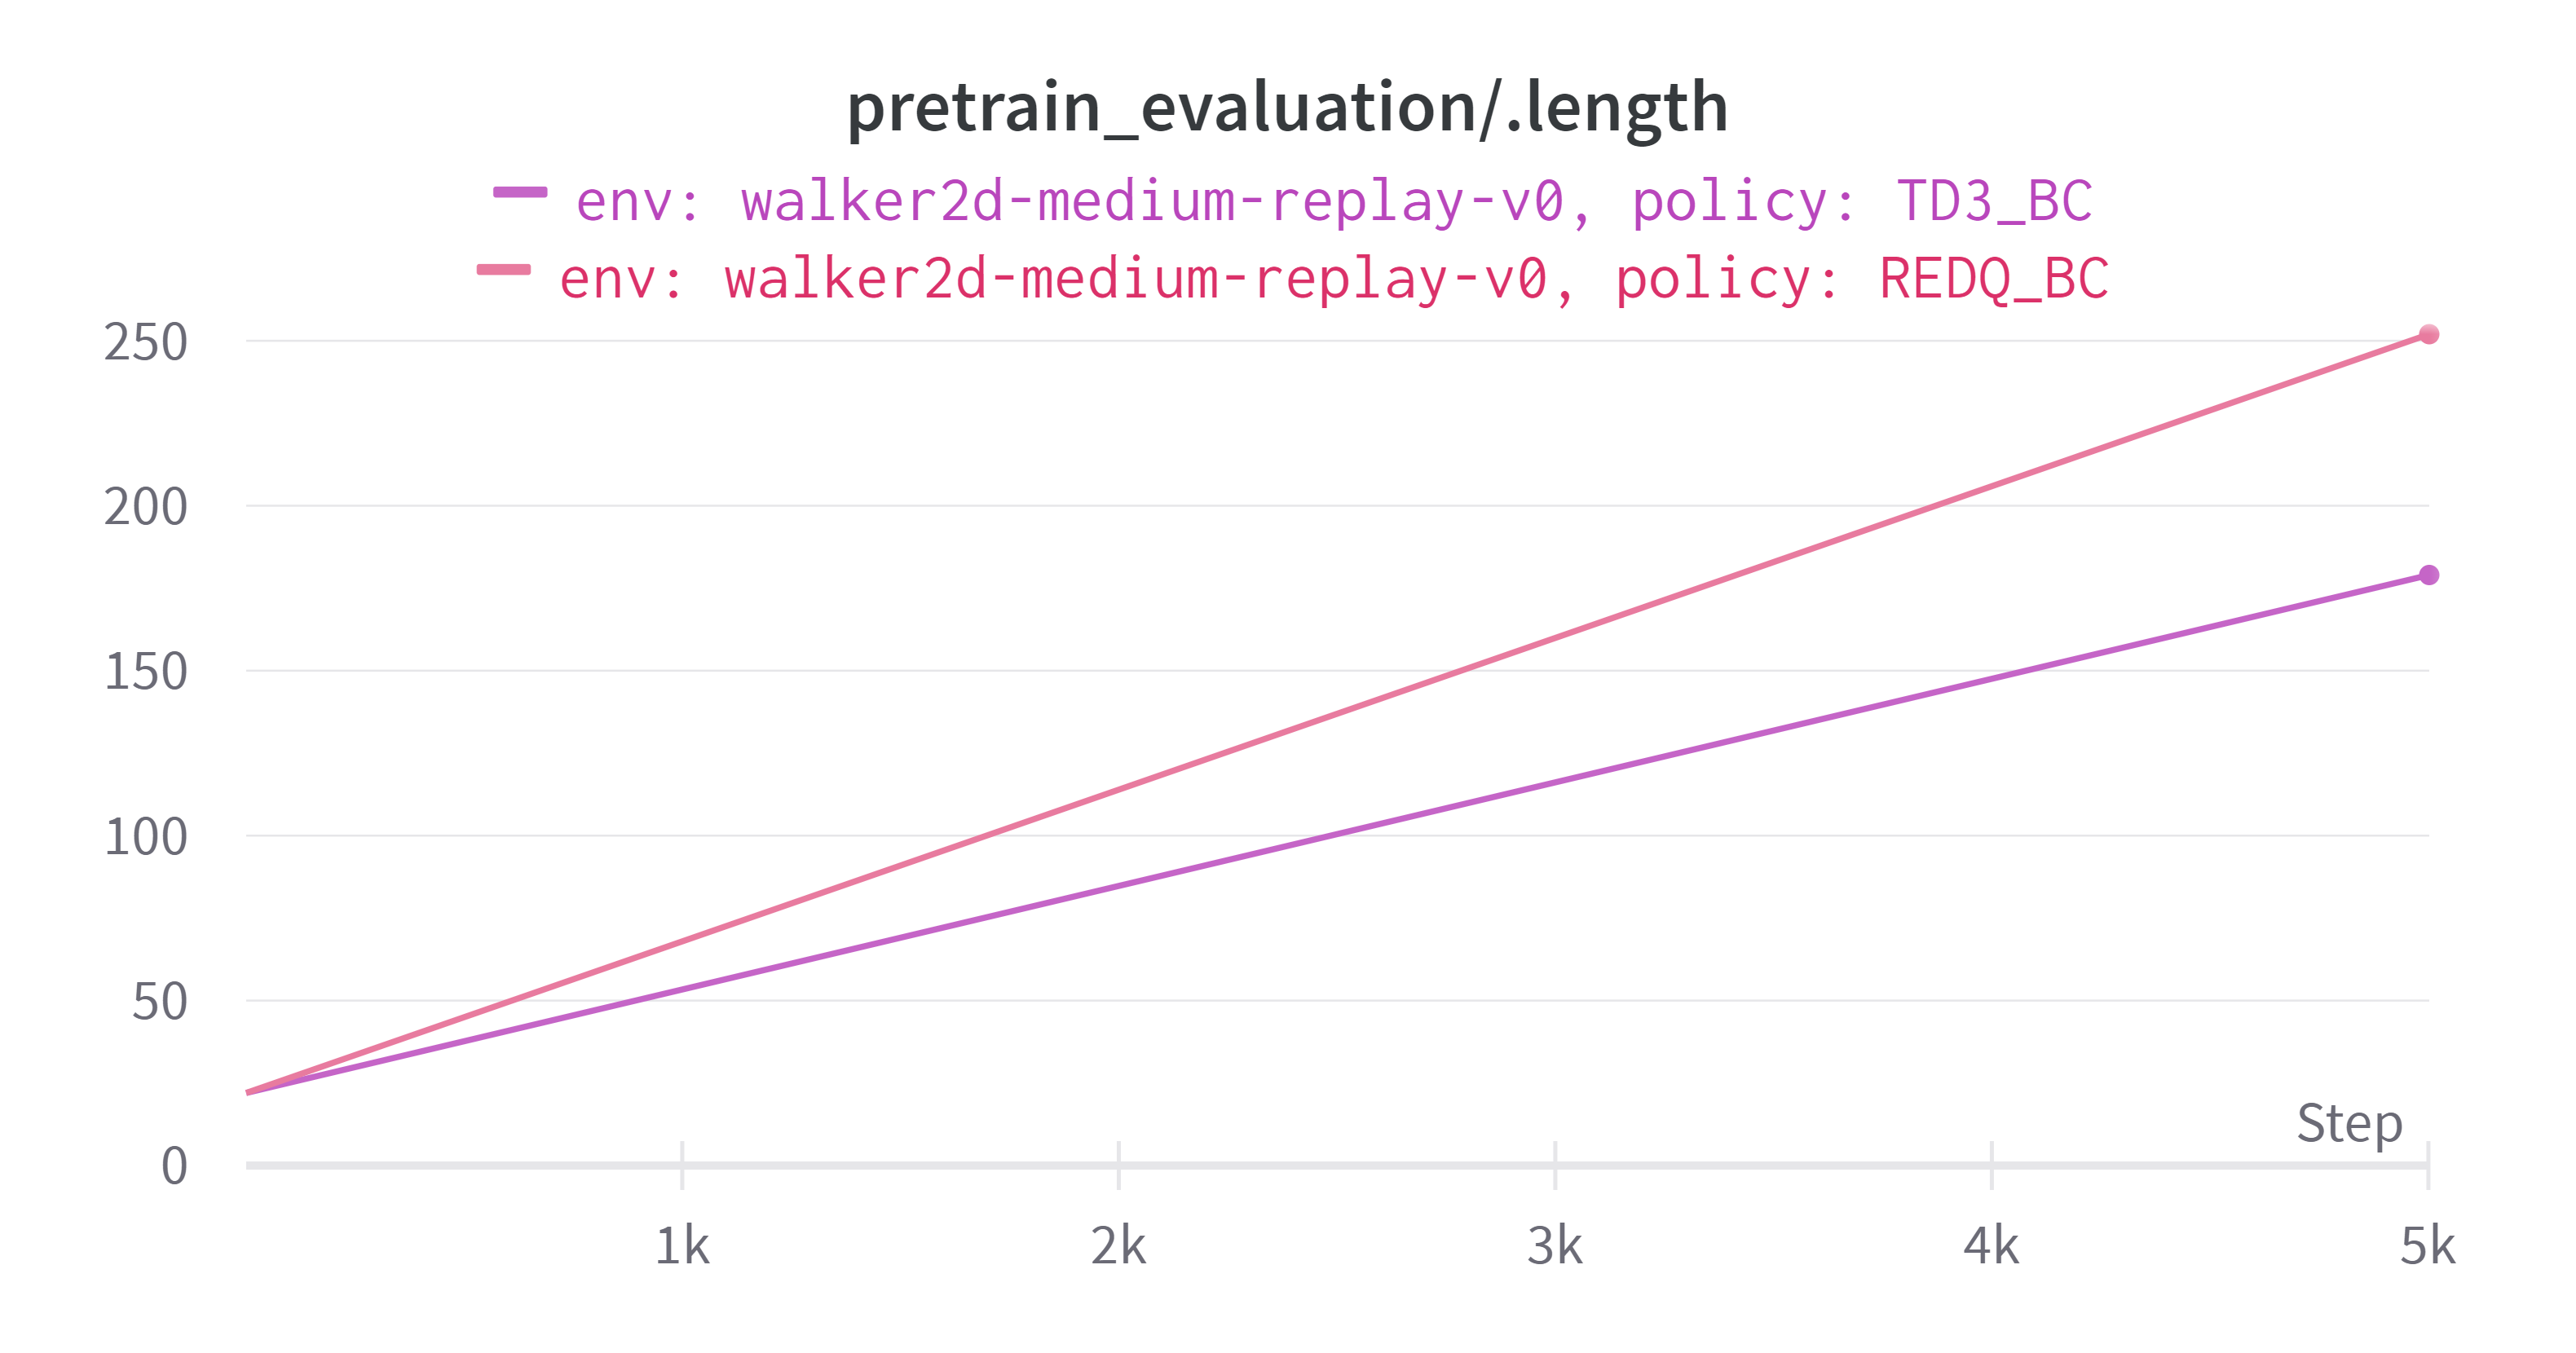 pretrain_evaluation/.length
env: walker2d-medium-replay-v0, policy: TD3_BC
env: walker2d-medium-replay-v0, policy: REDQ_BC
250
200
150
100
50
0
Step
1k 2k 3k 4k 5k